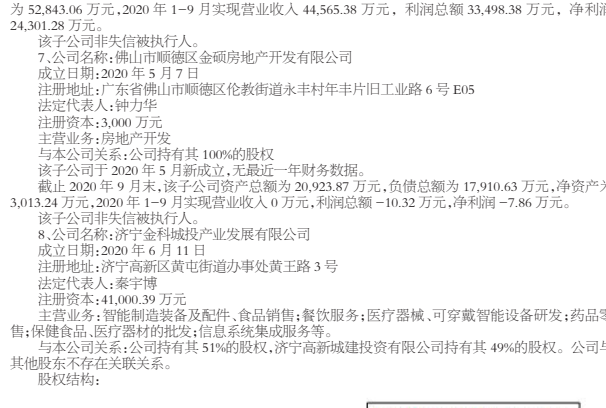 为 52,843.06 万元,2020 年 1-9 月实现营业收入 44,565.38 万元, 利润总额 33,498.38 万元, 净利润
24,301.28 万元。
该子公司非失信被执行人。
7、公司名称:佛山市顺德区金硕房地产开发有限公司
成立日期:2020 年 5 月 7 日
注册地址:广东省佛山市顺德区伦教街道永丰村年丰片旧工业路 6 号 E05
法定代表人:钟力华
注册资本:3,000 万元
主营业务:房地产开发
与本公司关系:公司持有其 100%的股权
该子公司于 2020 年 5 月新成立,无最近一年财务数据。
截止 2020 年 9 月末,该子公司资产总额为 20,923.87 万元,负债总额为 17,910.63 万元,净资产为
3,013.24 万元,2020 年 1-9 月实现营业收入 0 万元,利润总额 -10.32 万元,净利润 -7.86 万元。
该子公司非失信被执行人。
8、公司名称:济宁金科城投产业发展有限公司
成立日期:2020 年 6 月 11 日
注册地址:济宁高新区黄屯街道办事处黄王路 3 号
法定代表人:秦宇博
注册资本:41,000.39 万元
主营业务:智能制造装备及配件、食品销售;餐饮服务;医疗器械、可穿戴智能设备研发;药品零
售;保健食品、医疗器材的批发;信息系统集成服务等。
与本公司关系:公司持有其 51%的股权,济宁高新城建投资有限公司持有其 49%的股权。公司与
其他股东不存在关联关系。
股权结构: